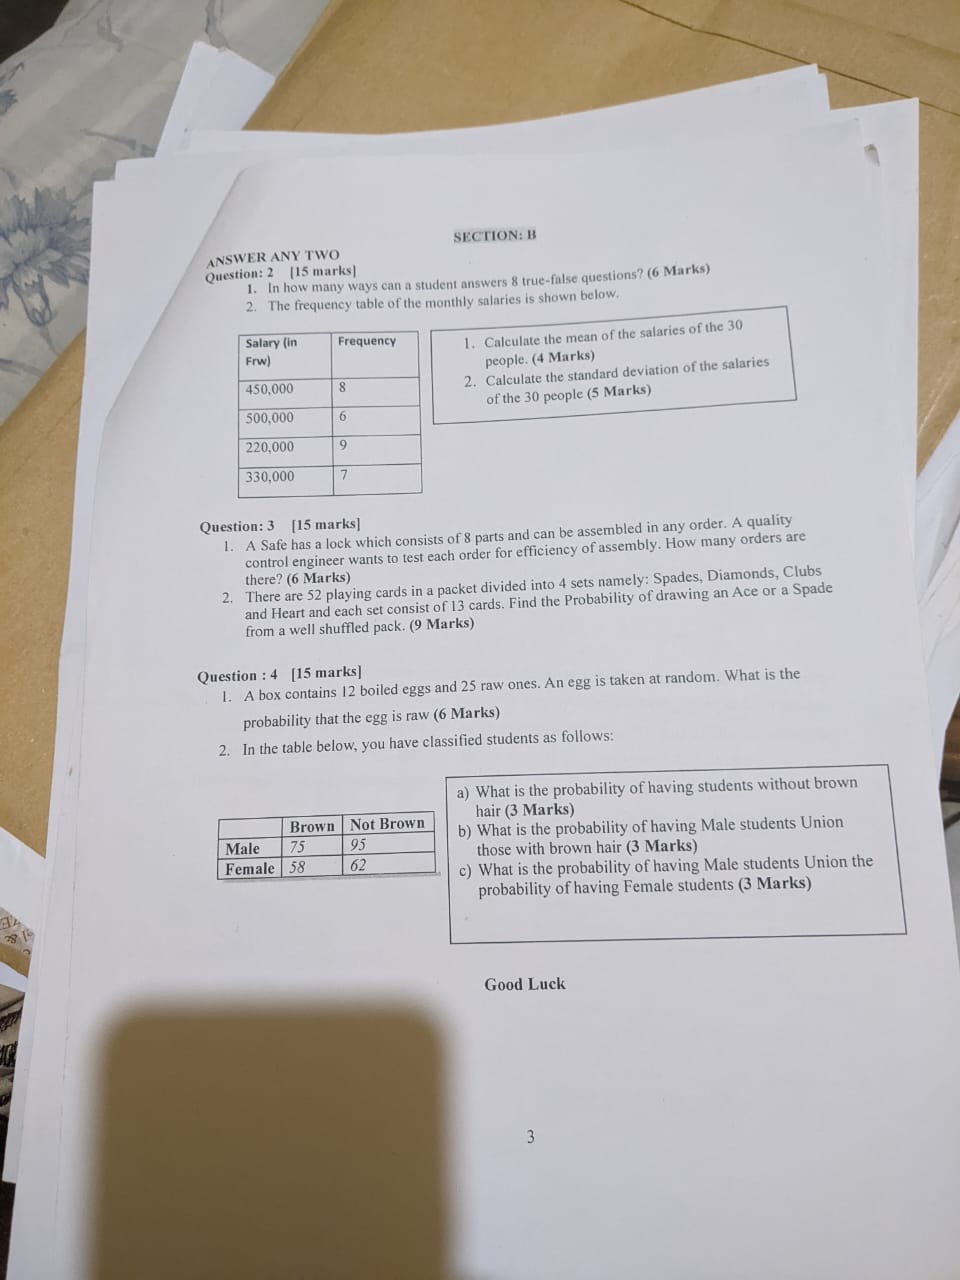 SECTION: B
ANSWER ANY TWO
Question: 2 [15 marks]
1. In how many ways can a student answers 8 true-false questions? (6 Marks)
2. The frequency table of the monthly salaries is shown below.
Salary (in Frw) Frequency
450,000 8
500,000 6
220,000 9
330,000 7
1. Calculate the mean of the salaries of the 30
people. (4 Marks)
2. Calculate the standard deviation of the salaries
of the 30 people (5 Marks)
Question: 3 [15 marks]
1. A Safe has a lock which consists of 8 parts and can be assembled in any order. A quality
control engineer wants to test each order for efficiency of assembly. How many orders are
there? (6 Marks)
2. There are 52 playing cards in a packet divided into 4 sets namely: Spades, Diamonds, Clubs
and Heart and each set consist of 13 cards. Find the Probability of drawing an Ace or a Spade
from a well shuffled pack. (9 Marks)
Question : 4 [15 marks]
1. A box contains 12 boiled eggs and 25 raw ones. An egg is taken at random. What is the
probability that the egg is raw (6 Marks)
2. In the table below, you have classified students as follows:
Brown Not Brown
Male 75 95
Female 58 62
a) What is the probability of having students without brown
hair (3 Marks)
b) What is the probability of having Male students Union
those with brown hair (3 Marks)
c) What is the probability of having Male students Union the
probability of having Female students (3 Marks)
Good Luck
3